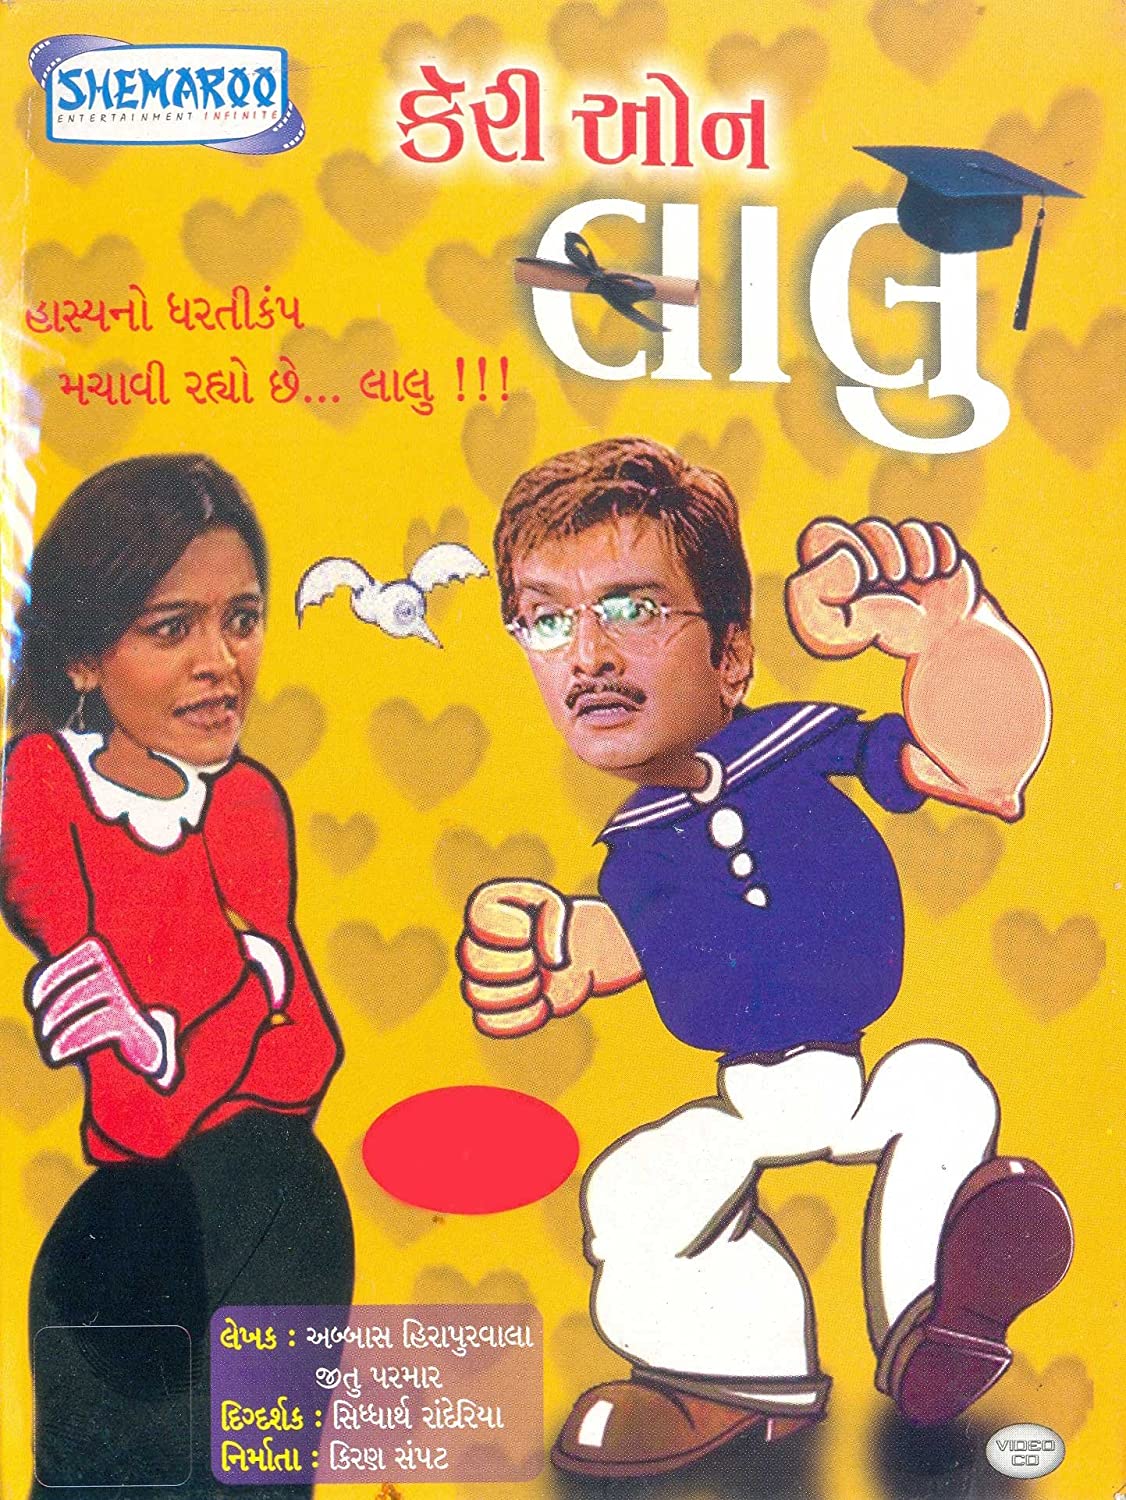 SHEMAROO
ENTERTAINMENT INFINITE
કેરી ઓન
લાલુ
હાસ્યનો ધરતીકંપ
મચાવી રહ્યો છે... લાલુ !!!
લેખક : અબ્બાસ હિરાપુરવાલા
જીતુ પરમાર
દિગ્દર્શક : સિધ્ધાર્થ રાંદેરિયા
નિર્માતા : કિરણ સંપટ
VIDEO
CD